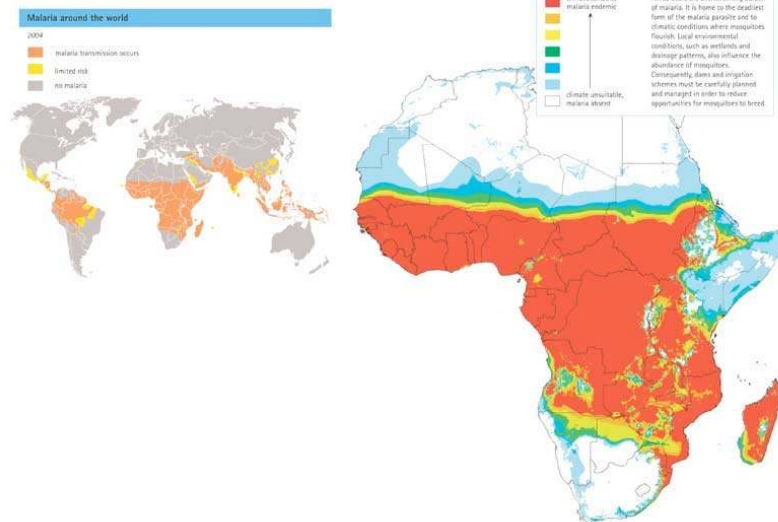 Malaria around the world
2004
malaria transmission occurs
limited risk
no malaria
malaria endemic
climate unsuitable,
malaria absent
of malaria. It is home to the deadliest
form of the malaria parasite and to
climatic conditions where mosquitoes
flourish. Local environmental
conditions, such as wetlands and
drainage patterns, also influence the
abundance of mosquitoes.
Consequently, dams and irrigation
schemes must be carefully planned
and managed in order to reduce
opportunities for mosquitoes to breed.